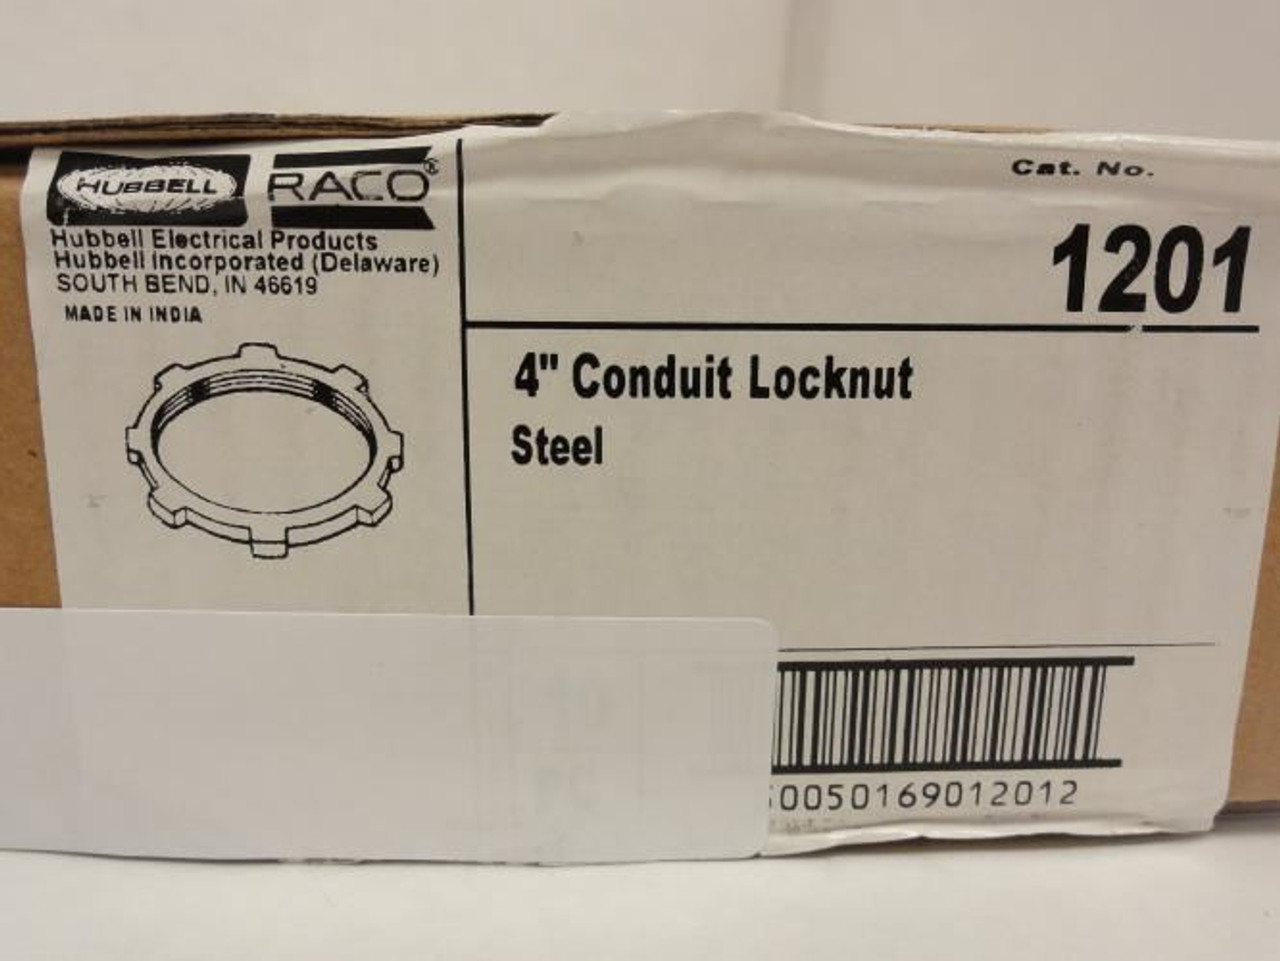 HUBBELL RACO®
Hubbell Electrical Products
Hubbell Incorporated (Delaware)
SOUTH BEND, IN 46619
MADE IN INDIA
Cat. No.
1201
4" Conduit Locknut
Steel
0050169012012